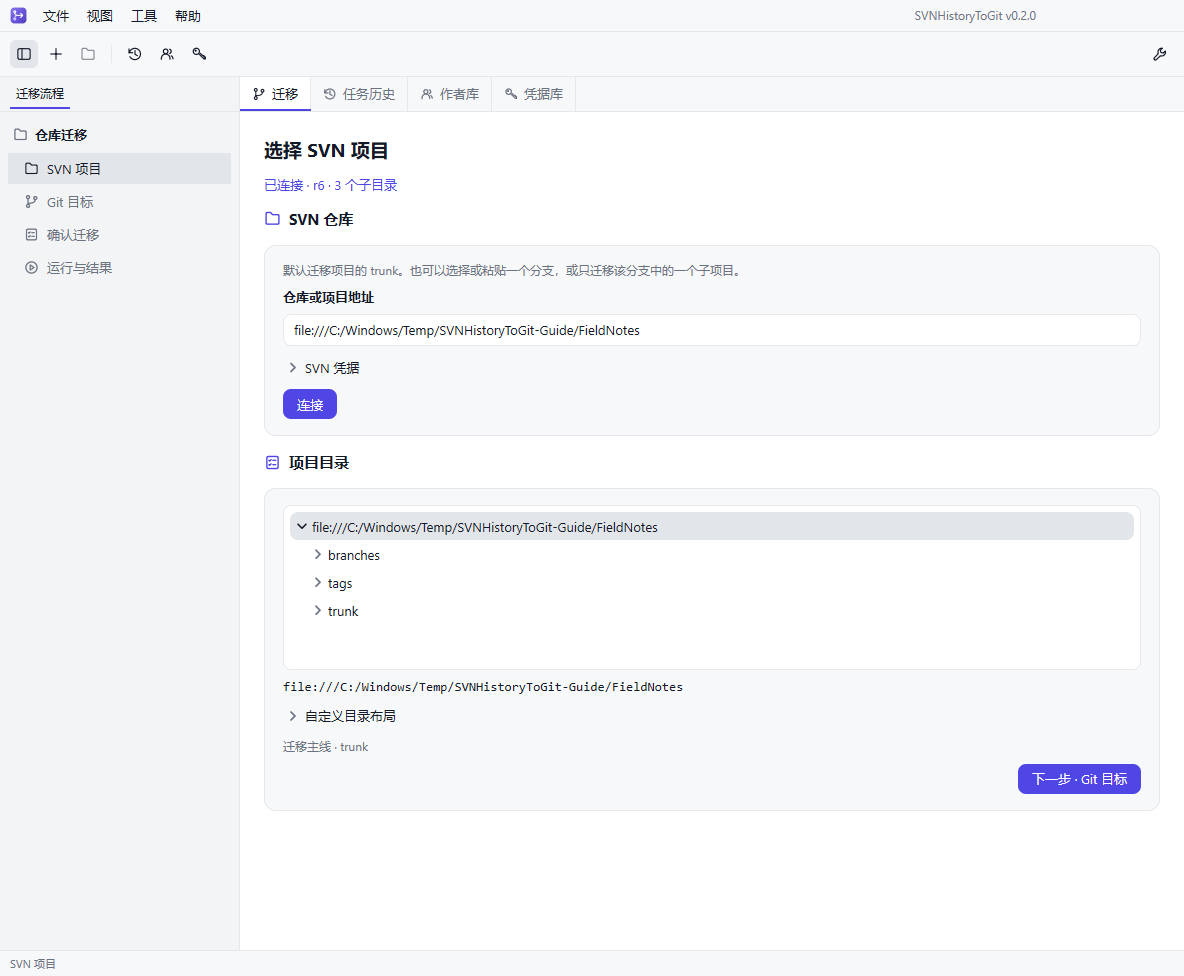 文件 视图 工具 帮助 SVNHistoryToGit v0.2.0
迁移流程
迁移 任务历史 作者库 凭据库
仓库迁移
SVN 项目
Git 目标
确认迁移
运行与结果
选择 SVN 项目
已连接 · r6 · 3 个子目录
SVN 仓库
默认迁移项目的 trunk。也可以选择或粘贴一个分支，或只迁移该分支中的一个子项目。
仓库或项目地址
file:///C:/Windows/Temp/SVNHistoryToGit-Guide/FieldNotes
SVN 凭据
连接
项目目录
file:///C:/Windows/Temp/SVNHistoryToGit-Guide/FieldNotes
branches
tags
trunk
file:///C:/Windows/Temp/SVNHistoryToGit-Guide/FieldNotes
自定义目录布局
迁移主线 · trunk
下一步 · Git 目标
SVN 项目